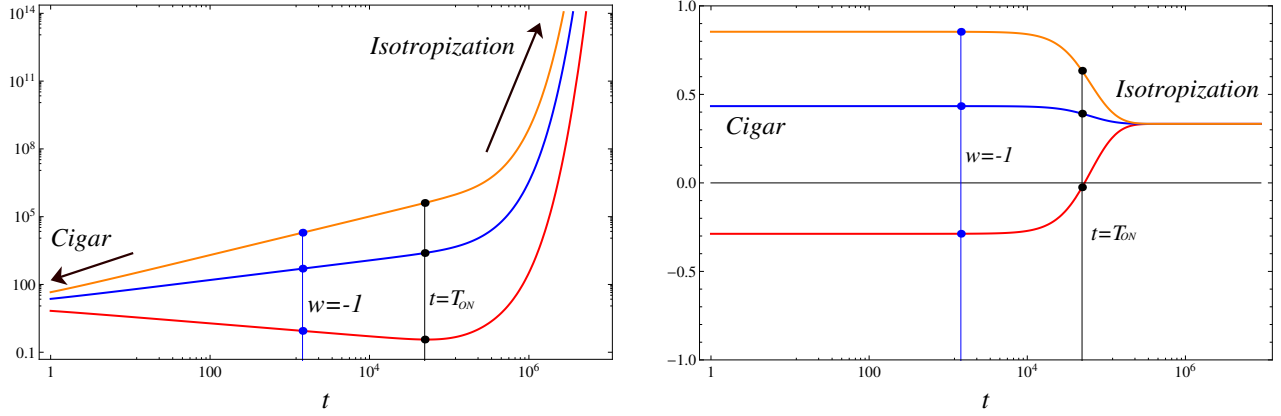 10^14
10^11
10^8
10^5
100
0.1
Isotropization
Cigar
w=-1
t=T_ON
1
100
10^4
10^6
t
1.0
0.5
0.0
−0.5
−1.0
Isotropization
Cigar
w=-1
t=T_ON
1
100
10^4
10^6
t